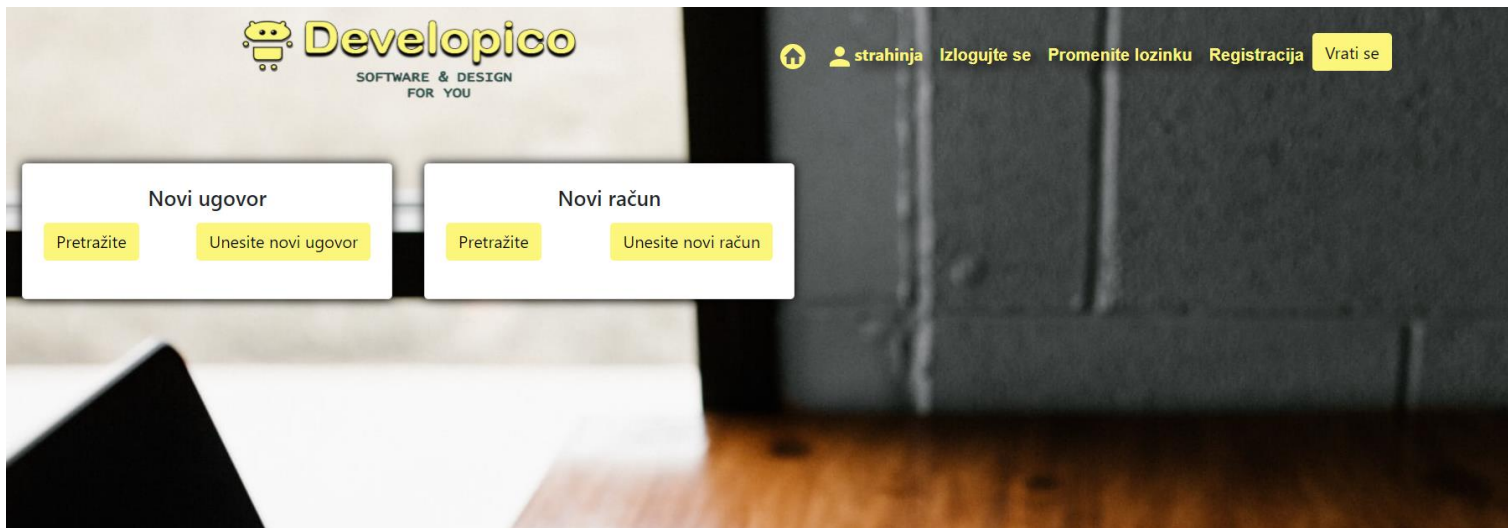 Developico
SOFTWARE & DESIGN
FOR YOU
strahinja Izlogujte se Promenite lozinku Registracija Vrati se
Novi ugovor
Pretražite Unesite novi ugovor
Novi račun
Pretražite Unesite novi račun